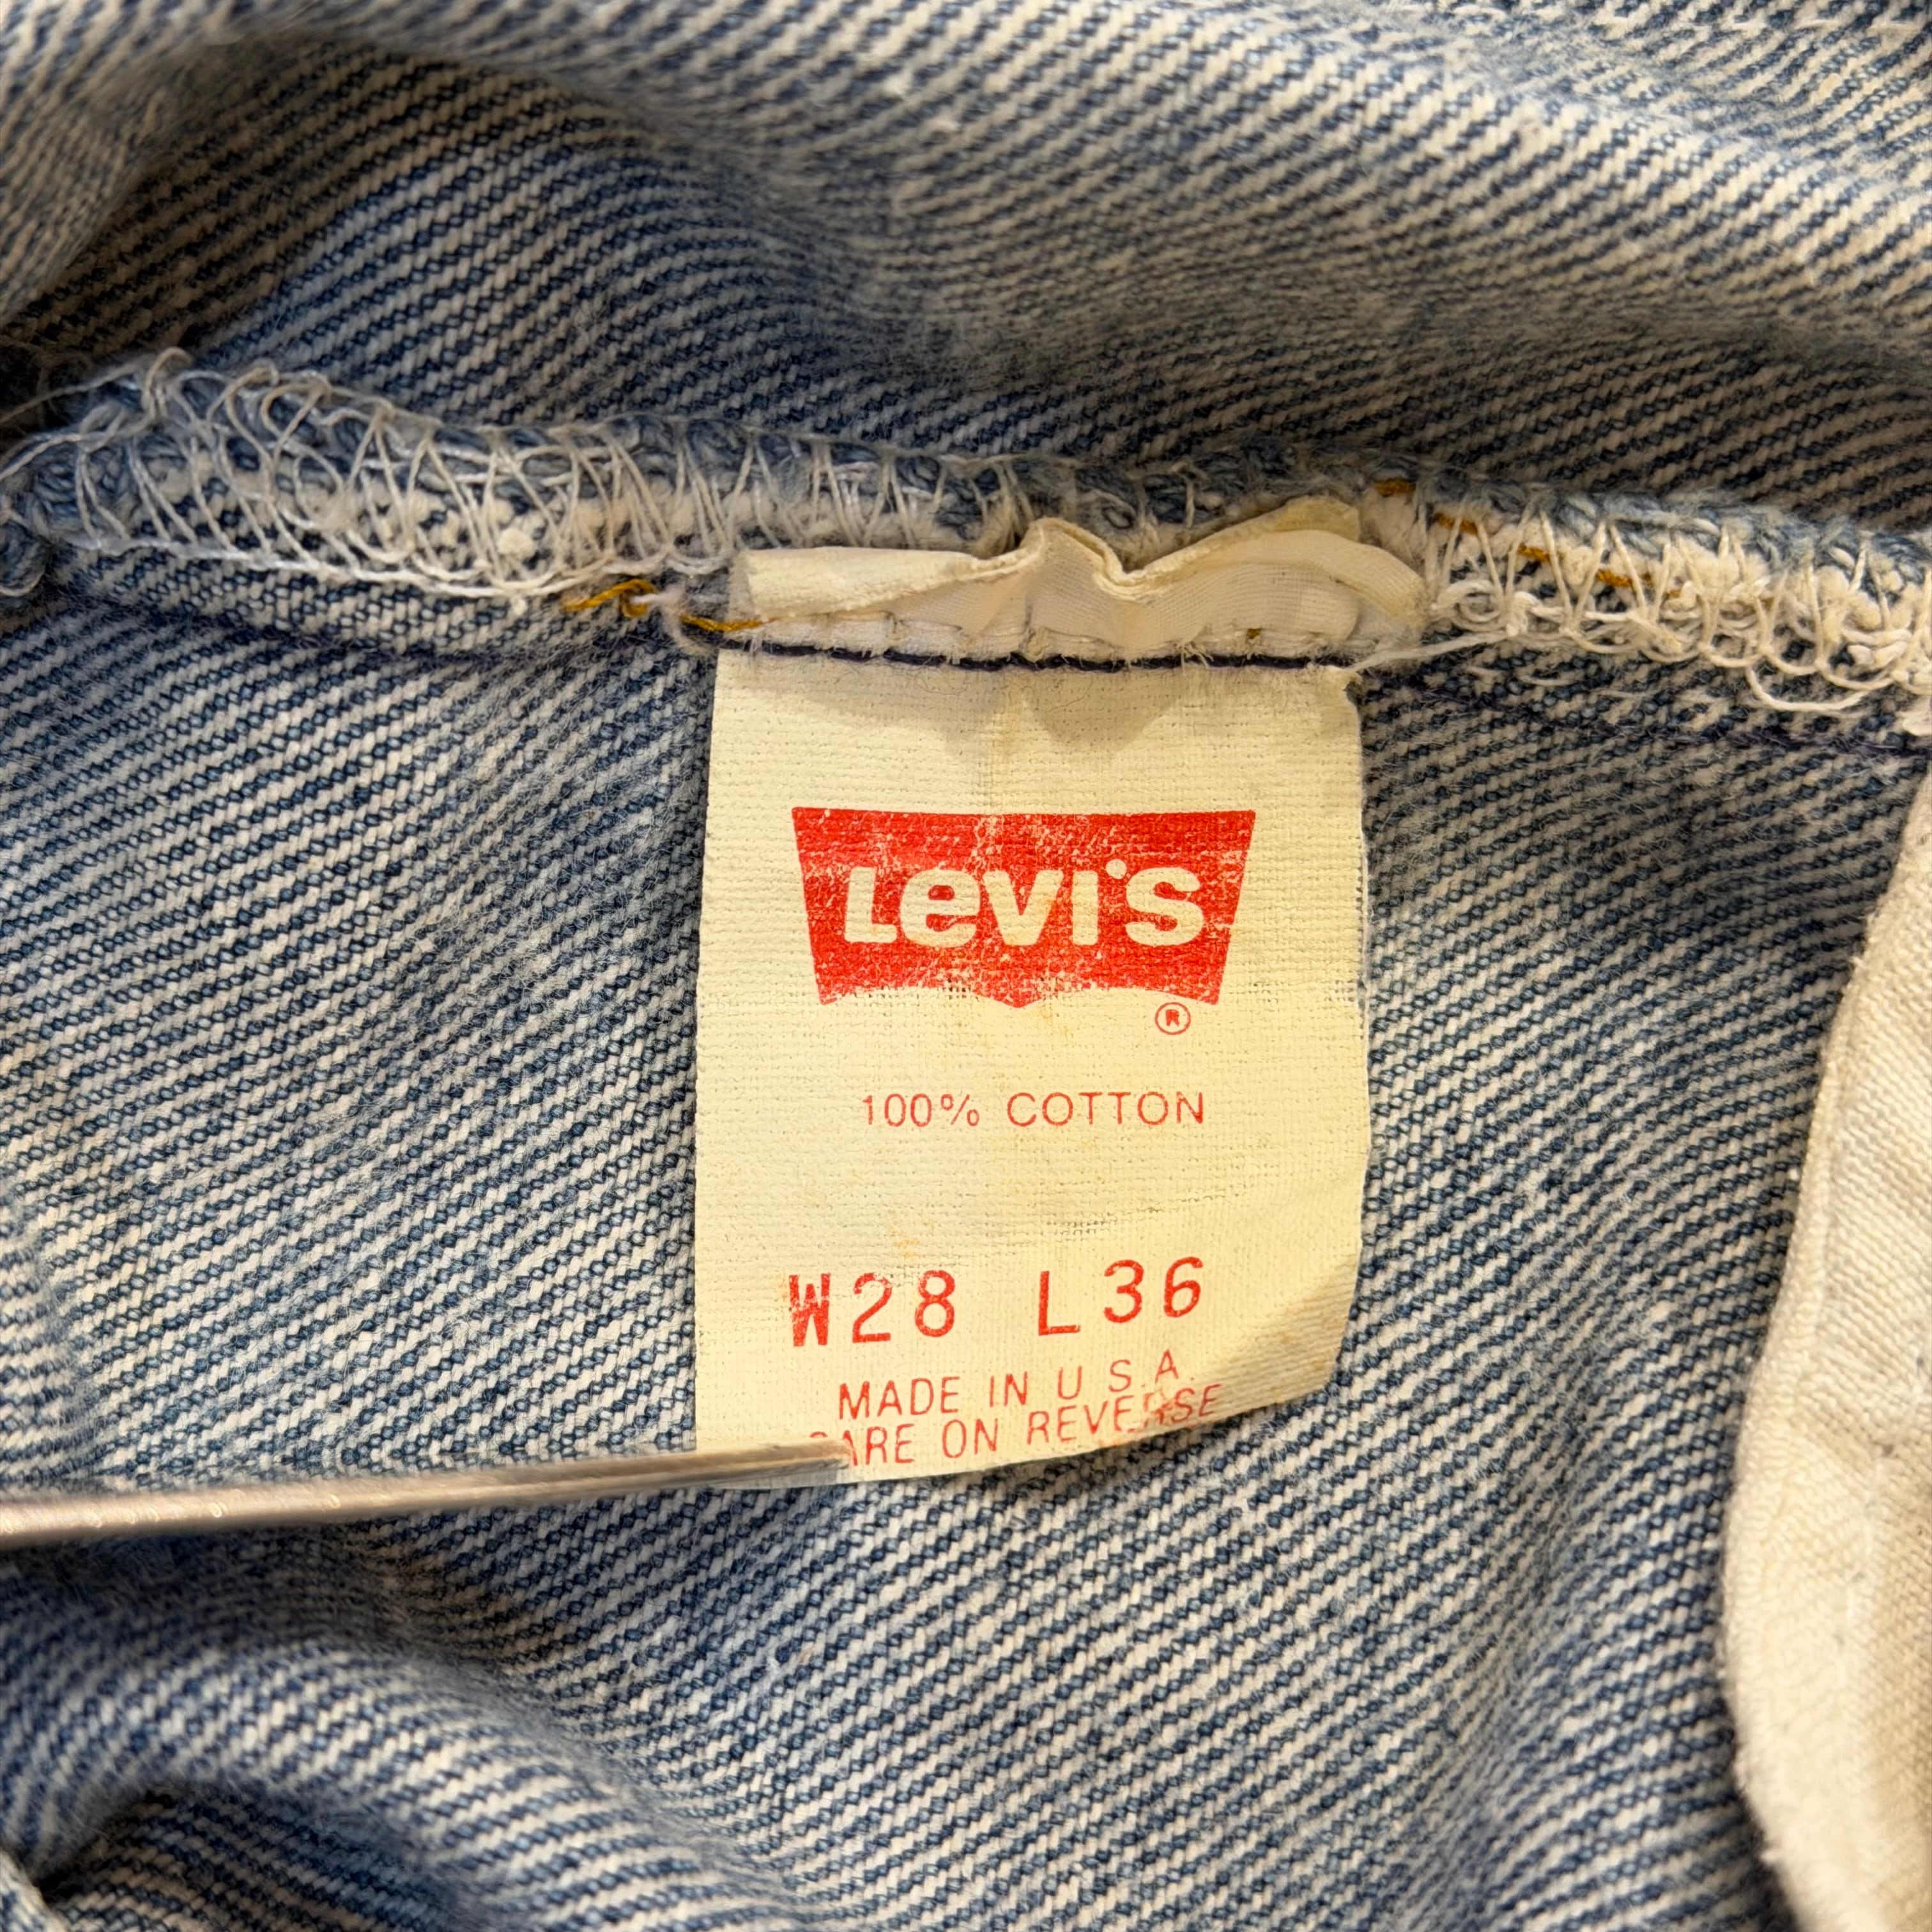 Levi's
®
100% COTTON
W28 L36
MADE IN U.S.A.
CARE ON REVERSE